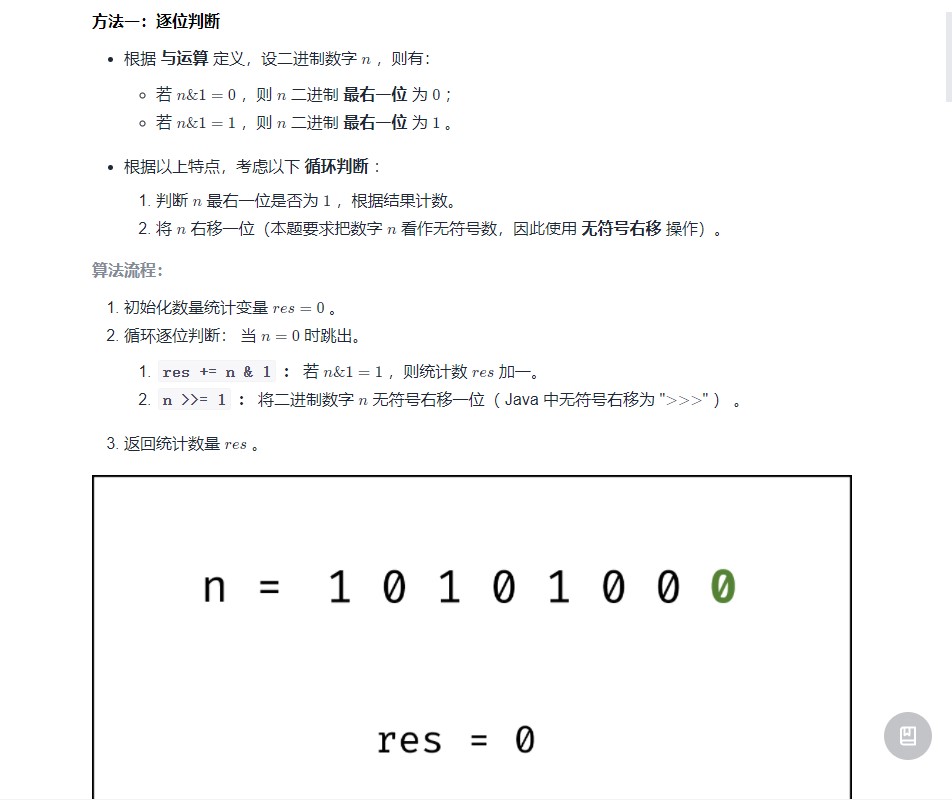 方法一：逐位判断
• 根据 与运算 定义，设二进制数字 n ，则有：
◦ 若 n&1 = 0 ，则 n 二进制 最右一位 为 0 ；
◦ 若 n&1 = 1 ，则 n 二进制 最右一位 为 1 。
• 根据以上特点，考虑以下 循环判断 ：
1. 判断 n 最右一位是否为 1 ，根据结果计数。
2. 将 n 右移一位（本题要求把数字 n 看作无符号数，因此使用 无符号右移 操作）。
算法流程：
1. 初始化数量统计变量 res = 0 。
2. 循环逐位判断： 当 n = 0 时跳出。
1. res += n & 1 ： 若 n&1 = 1 ，则统计数 res 加一。
2. n >>= 1 ： 将二进制数字 n 无符号右移一位（ Java 中无符号右移为 ">>>" ） 。
3. 返回统计数量 res 。
n = 1 0 1 0 1 0 0 0
res = 0